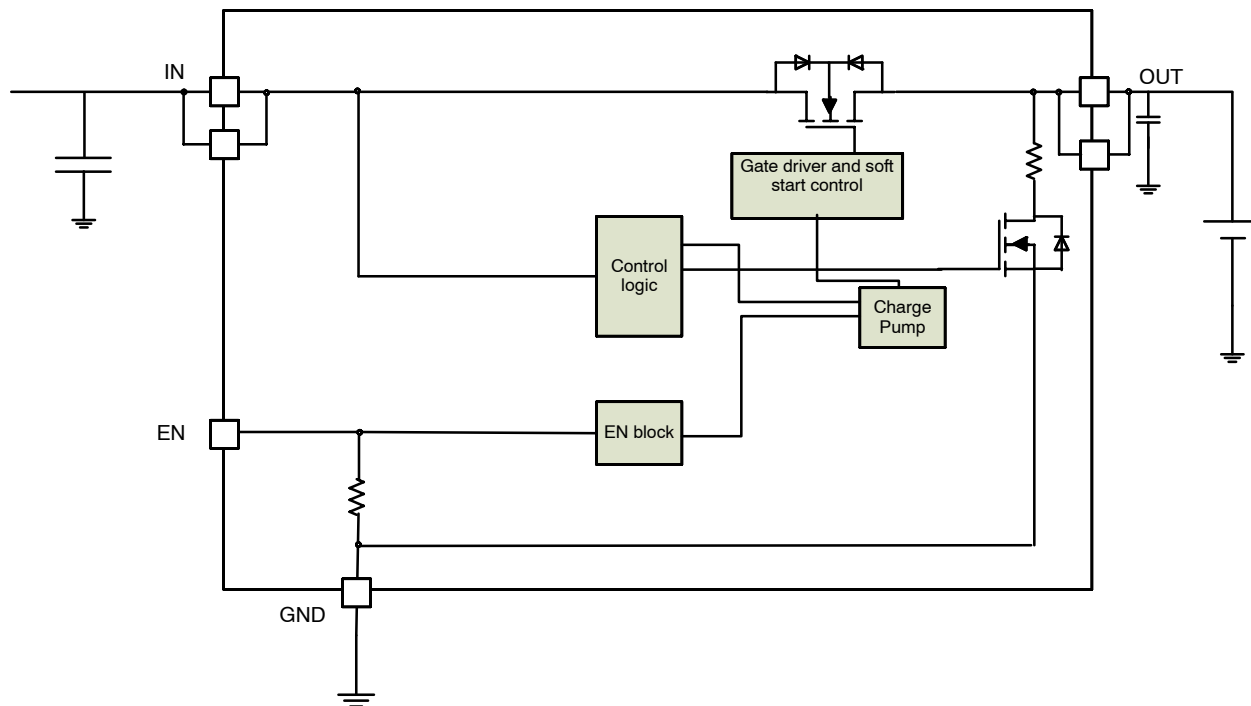 IN
OUT
Gate driver and soft
start control
Control
logic
Charge
Pump
EN
EN block
GND